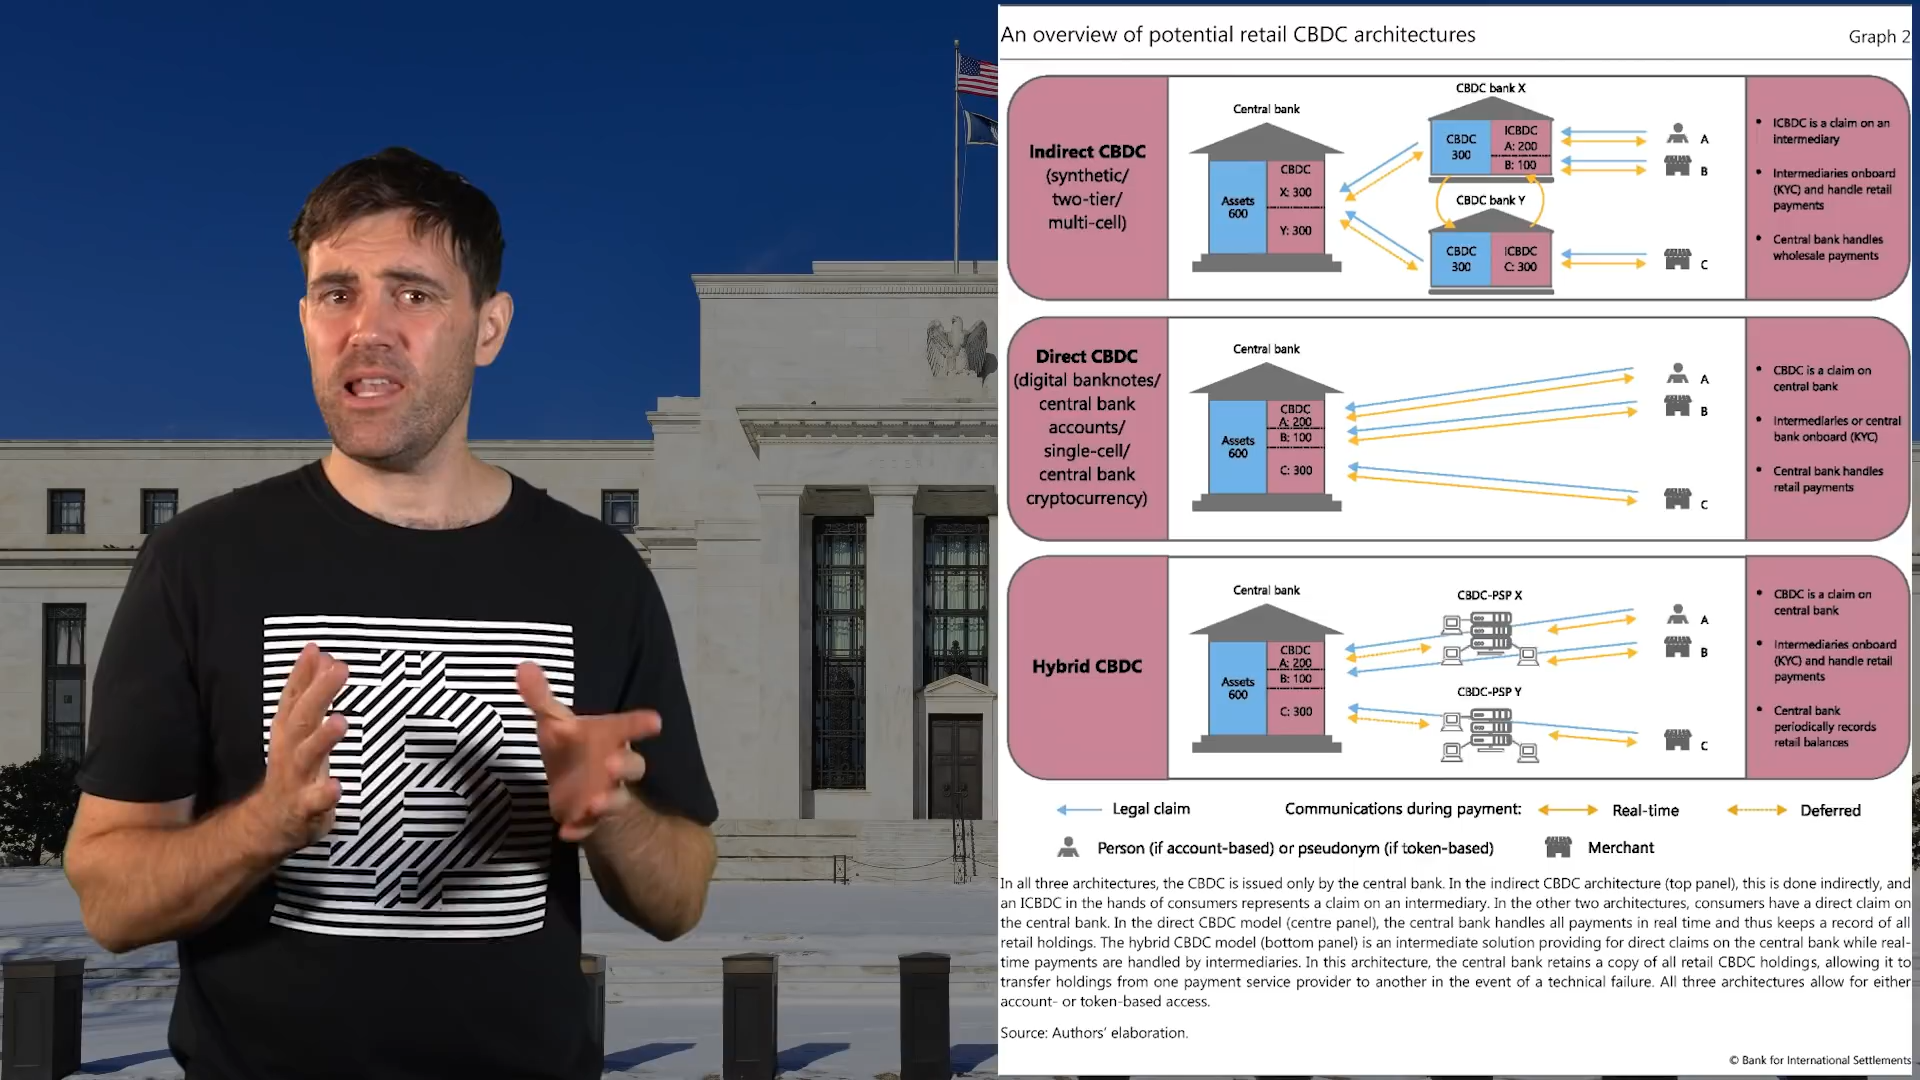 An overview of potential retail CBDC architectures
Graph 2
Indirect CBDC
(synthetic/
two-tier/
multi-cell)
Central bank
Assets
600
CBDC
X: 300
Y: 300
CBDC bank X
CBDC
300
ICBDC
A: 200
B: 100
CBDC bank Y
CBDC
300
ICBDC
C: 300
A
B
C
• ICBDC is a claim on an
intermediary
• Intermediaries onboard
(KYC) and handle retail
payments
• Central bank handles
wholesale payments
Direct CBDC
(digital banknotes/
central bank
accounts/
single-cell/
central bank
cryptocurrency)
Central bank
Assets
600
CBDC
A: 200
B: 100
C: 300
A
B
C
• CBDC is a claim on
central bank
• Intermediaries or central
bank onboard (KYC)
• Central bank handles
retail payments
Hybrid CBDC
Central bank
Assets
600
CBDC
A: 200
B: 100
C: 300
CBDC-PSP X
CBDC-PSP Y
A
B
C
• CBDC is a claim on
central bank
• Intermediaries onboard
(KYC) and handle retail
payments
• Central bank
periodically records
retail balances
Legal claim
Communications during payment:
Real-time
Deferred
Person (if account-based) or pseudonym (if token-based)
Merchant
In all three architectures, the CBDC is issued only by the central bank. In the indirect CBDC architecture (top panel), this is done indirectly, and
an ICBDC in the hands of consumers represents a claim on an intermediary. In the other two architectures, consumers have a direct claim on
the central bank. In the direct CBDC model (centre panel), the central bank handles all payments in real time and thus keeps a record of all
retail holdings. The hybrid CBDC model (bottom panel) is an intermediate solution providing for direct claims on the central bank while real-
time payments are handled by intermediaries. In this architecture, the central bank retains a copy of all retail CBDC holdings, allowing it to
transfer holdings from one payment service provider to another in the event of a technical failure. All three architectures allow for either
account- or token-based access.
Source: Authors’ elaboration.
© Bank for International Settlements